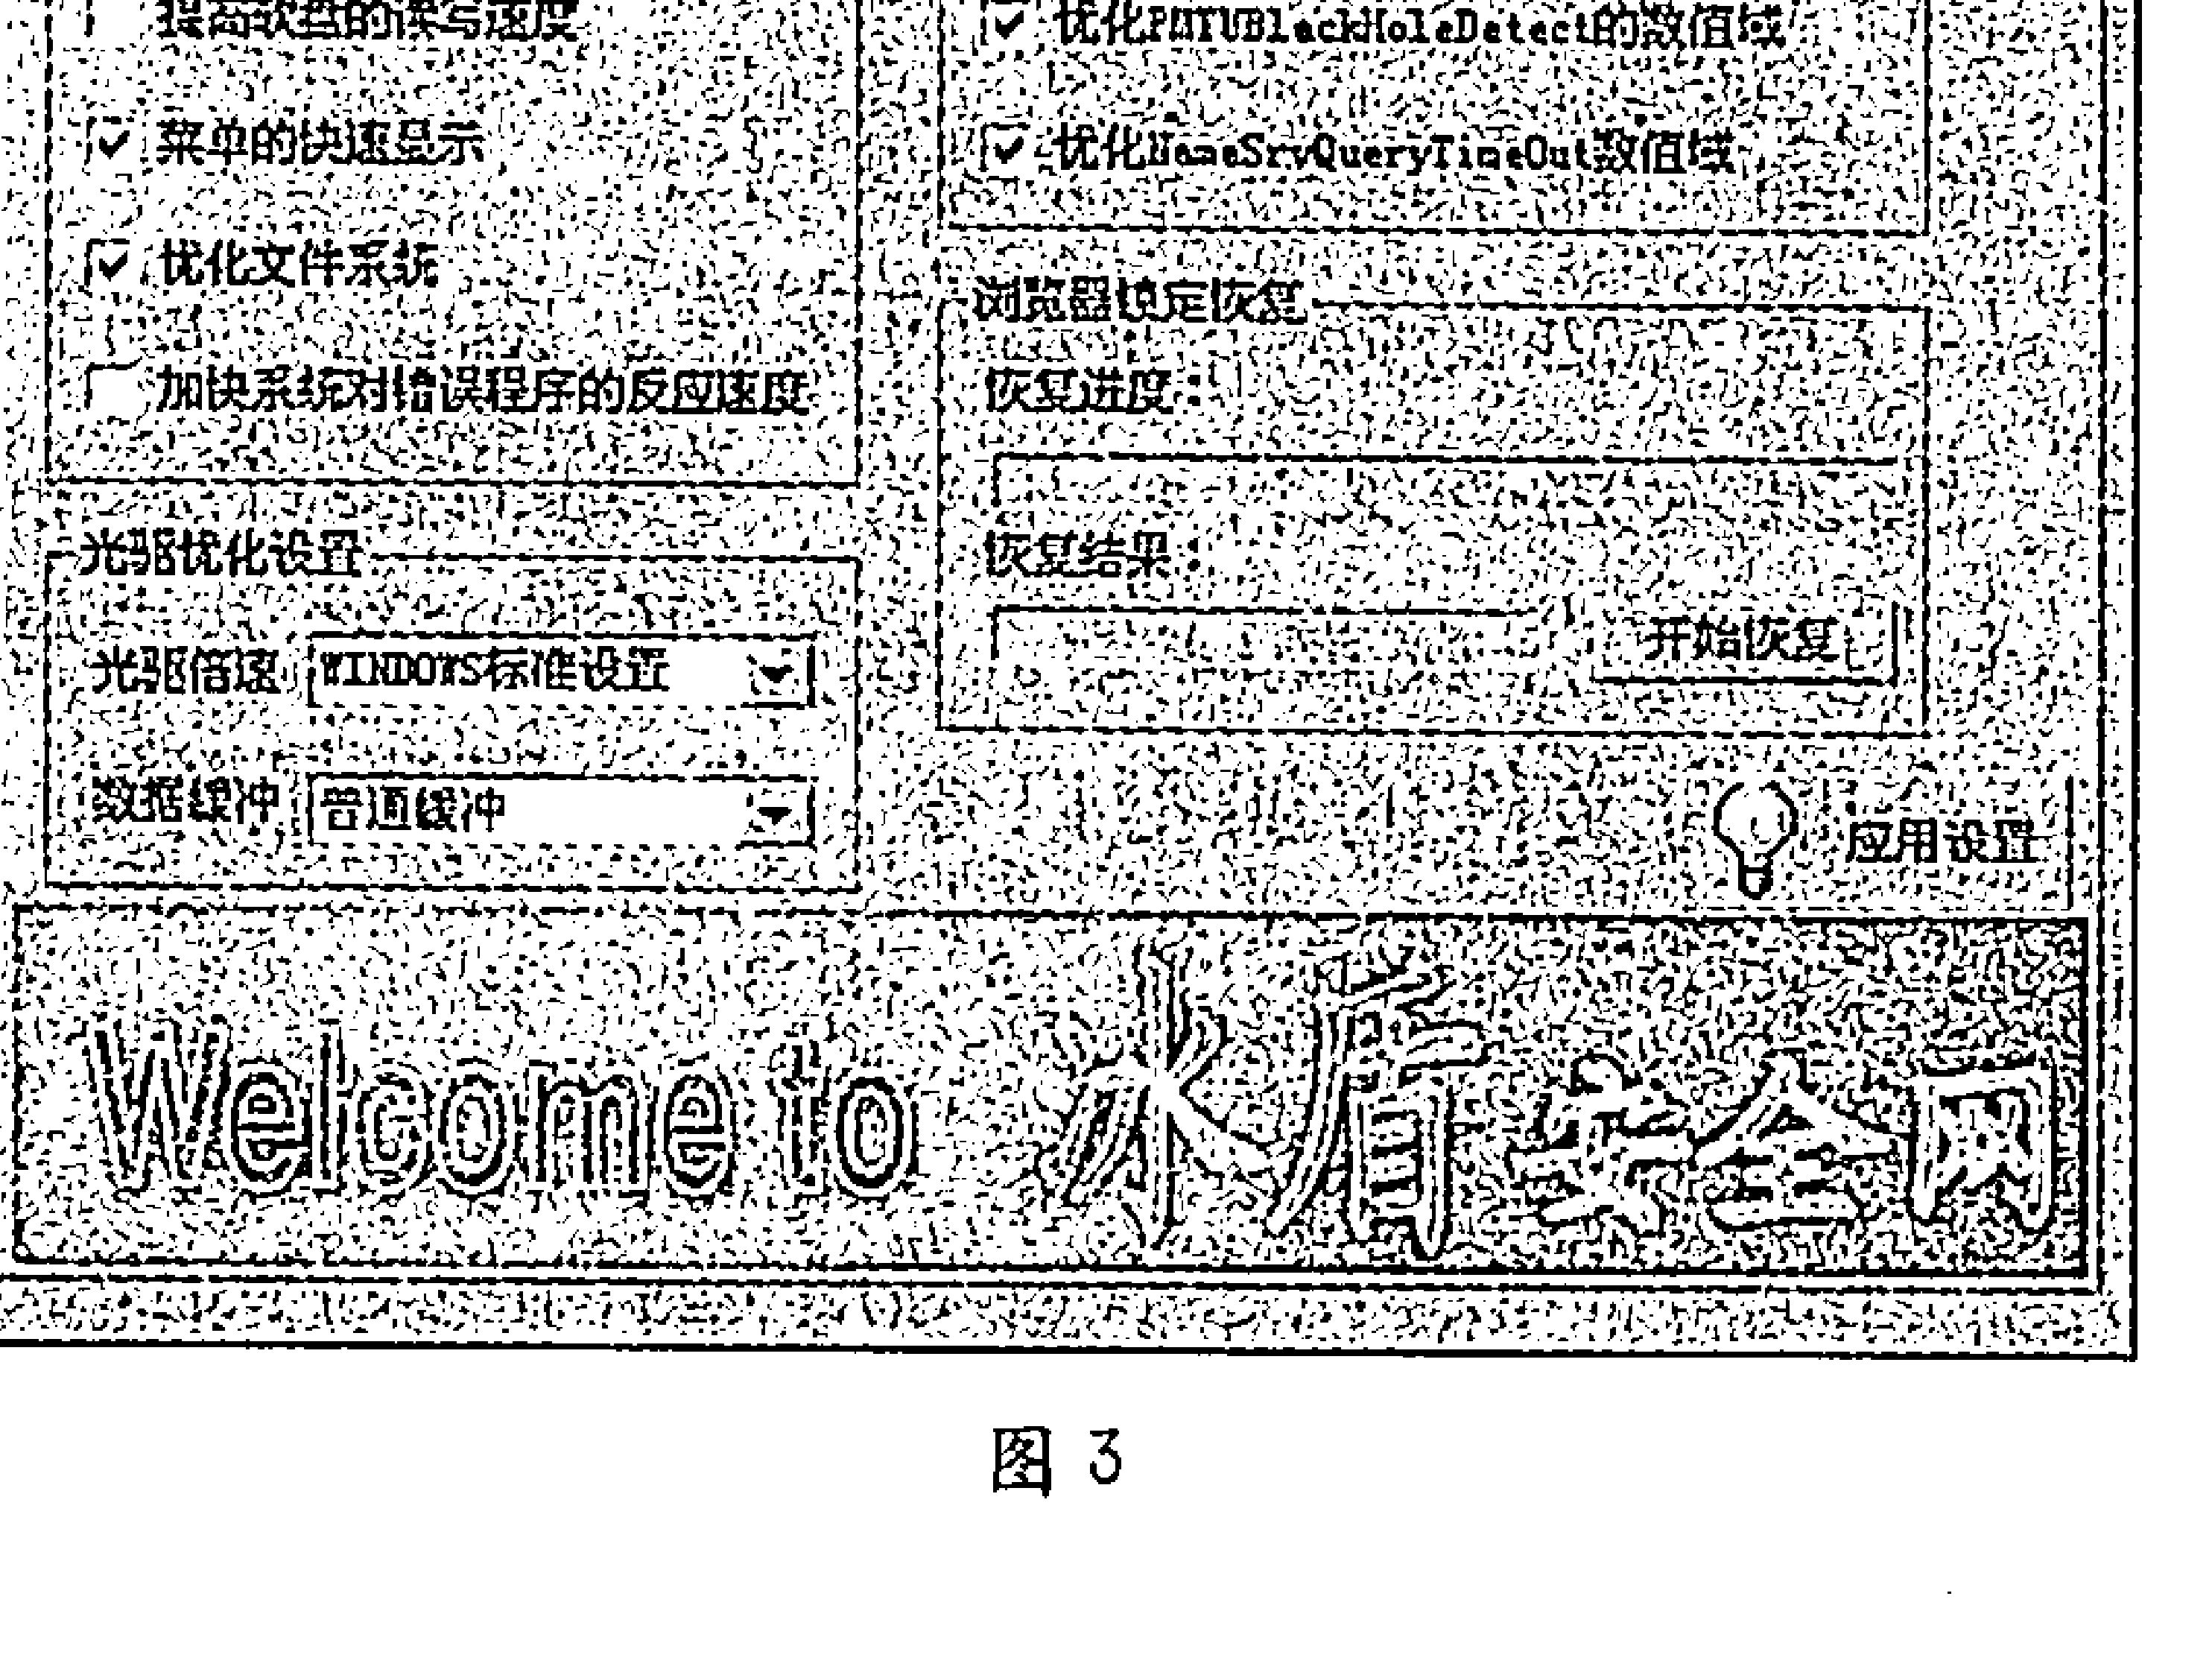 提高软盘的读写速度
菜单的快速显示
优化文件系统
加快系统对错误程序的反应速度
光驱优化设置
光驱倍速 WINDOWS标准设置
数据缓冲 普通缓冲
优化PMTUBlackHoleDetect的数值域
优化NameSrvQueryTimeOut数值域
浏览器锁定恢复
恢复进度:
恢复结果:
开始恢复
应用设置
Welcome to 水盾安全网
图 3